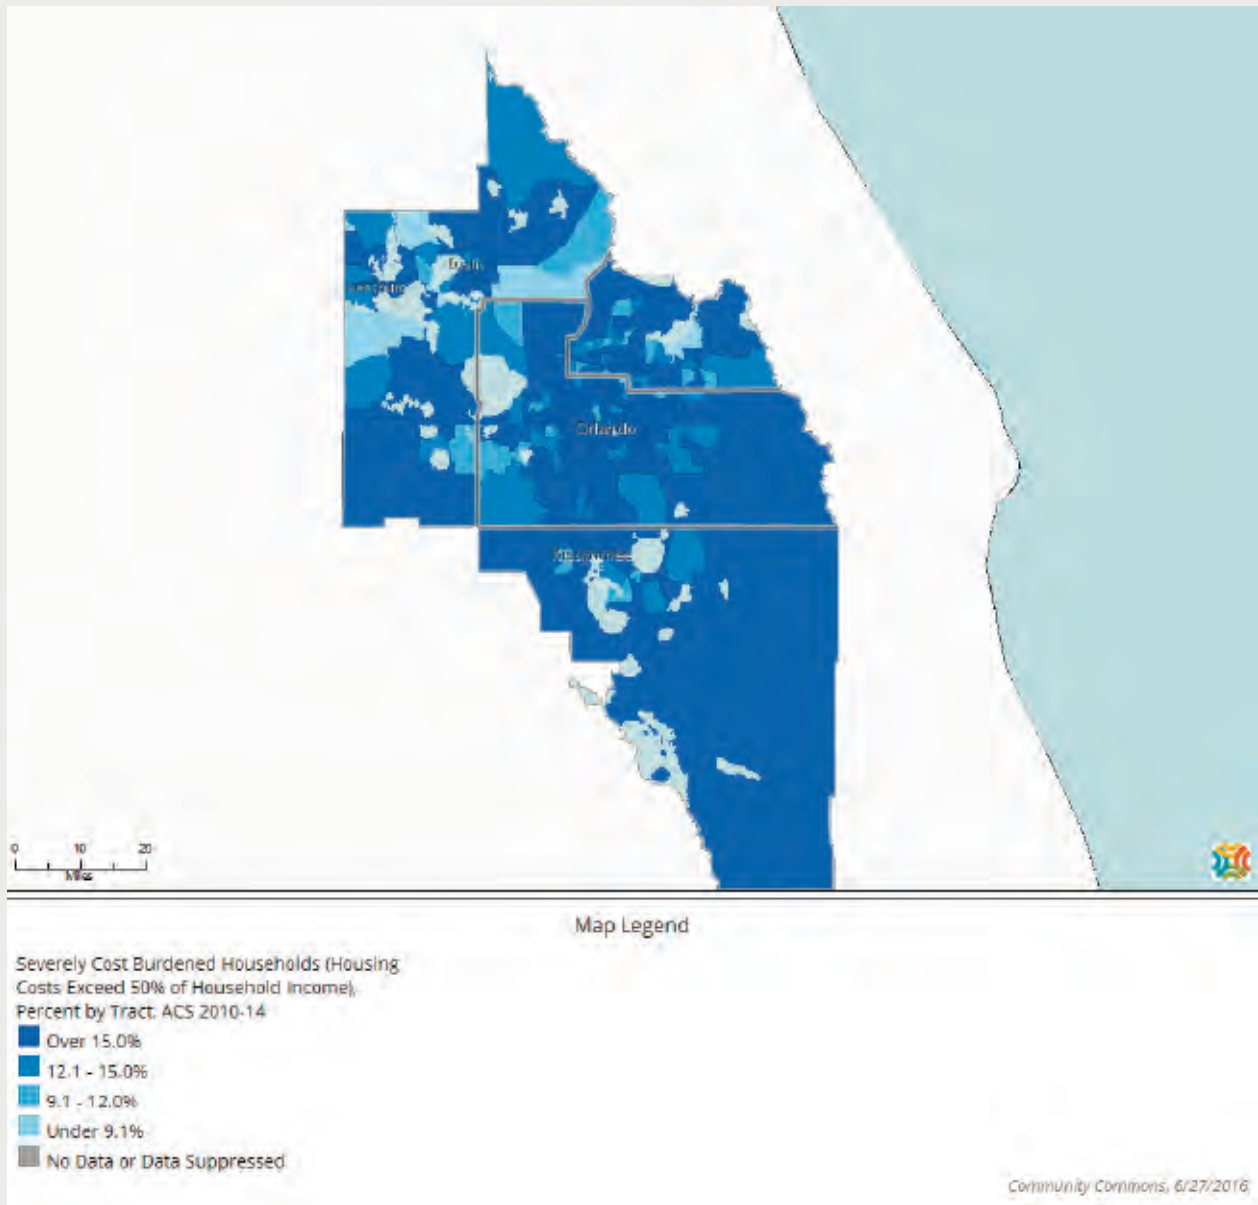 Orlando
Kissimmee
0 10 20
Miles
Map Legend
Severely Cost Burdened Households (Housing
Costs Exceed 50% of Household Income),
Percent by Tract, ACS 2010-14
Over 15.0%
12.1 - 15.0%
9.1 - 12.0%
Under 9.1%
No Data or Data Suppressed
Community Commons, 6/27/2016